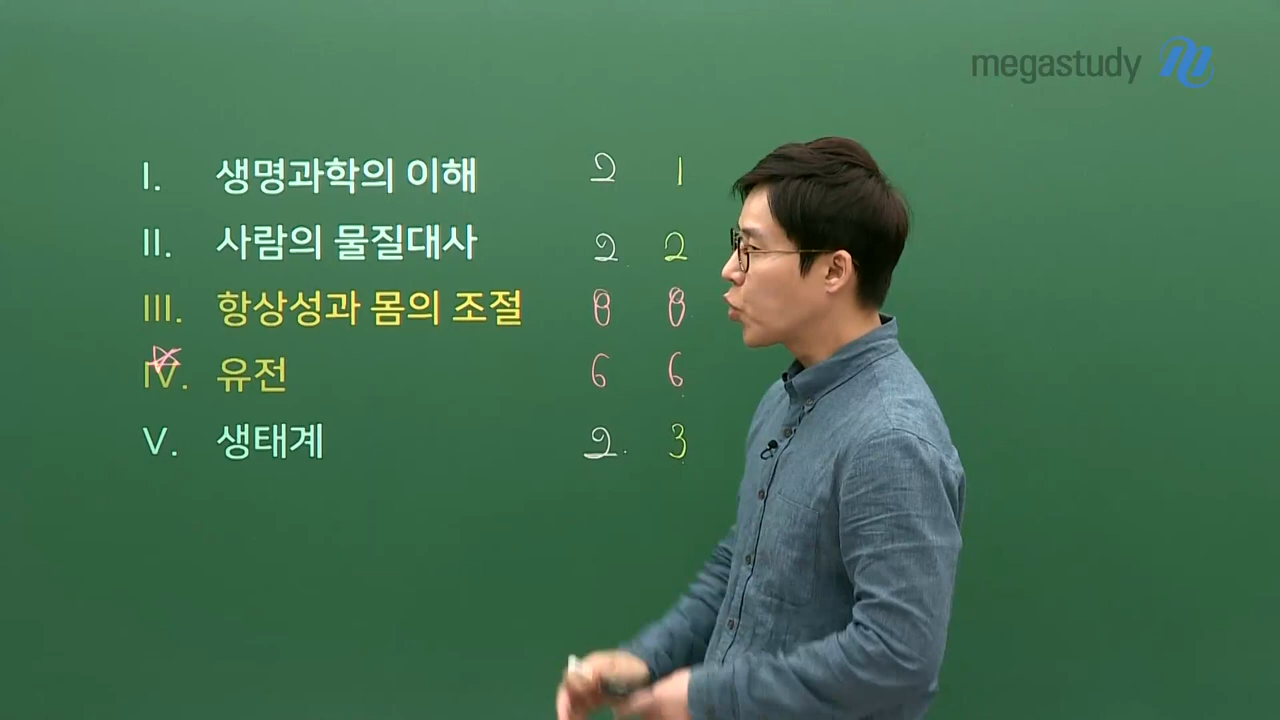 megastudy
I. 생명과학의 이해 2 1
II. 사람의 물질대사 2 2
III. 항상성과 몸의 조절 8 8
IV. 유전 6 6
V. 생태계 2 3